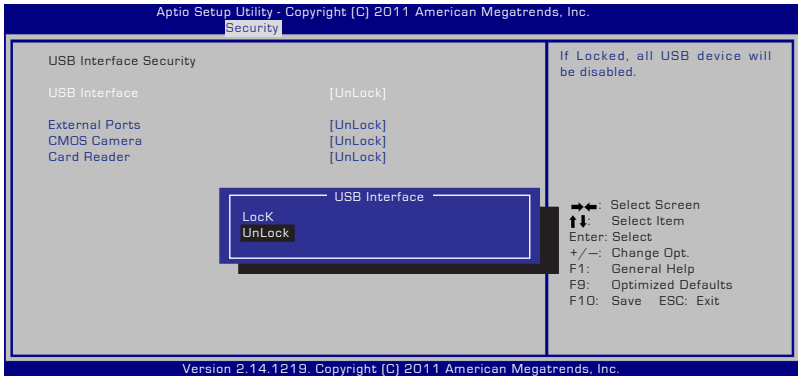 Aptio Setup Utility - Copyright (C) 2011 American Megatrends, Inc.
Security
USB Interface Security
USB Interface [UnLock]
External Ports [UnLock]
CMOS Camera [UnLock]
Card Reader [UnLock]
USB Interface
LocK
UnLock
If Locked, all USB device will
be disabled.
→←: Select Screen
↑↓: Select Item
Enter: Select
+/—: Change Opt.
F1: General Help
F9: Optimized Defaults
F10: Save ESC: Exit
Version 2.14.1219. Copyright (C) 2011 American Megatrends, Inc.